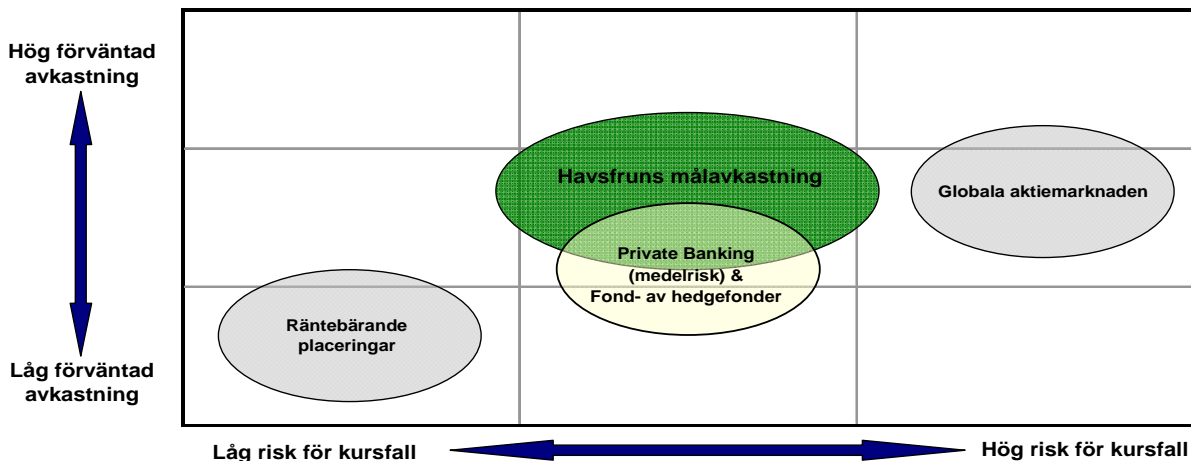 Hög förväntad
avkastning
Havsfruns målavkastning
Globala aktiemarknaden
Private Banking
(medelrisk) &
Fond- av hedgefonder
Räntebärande
placeringar
Låg förväntad
avkastning
Låg risk för kursfall
Hög risk för kursfall